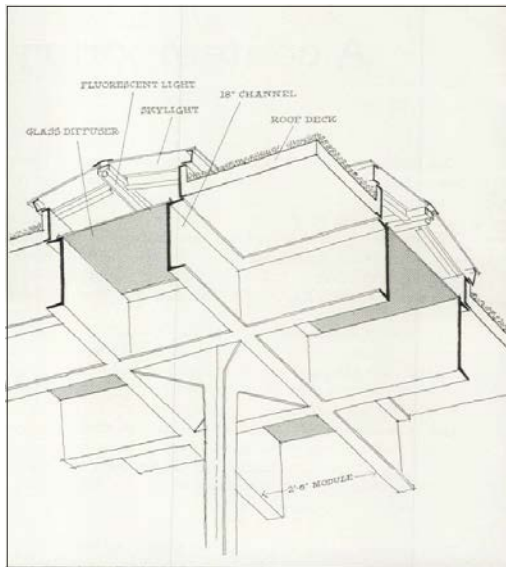 FLUORESCENT LIGHT
18" CHANNEL
SKYLIGHT
ROOF DECK
GLASS DIFFUSER
2'-6" MODULE